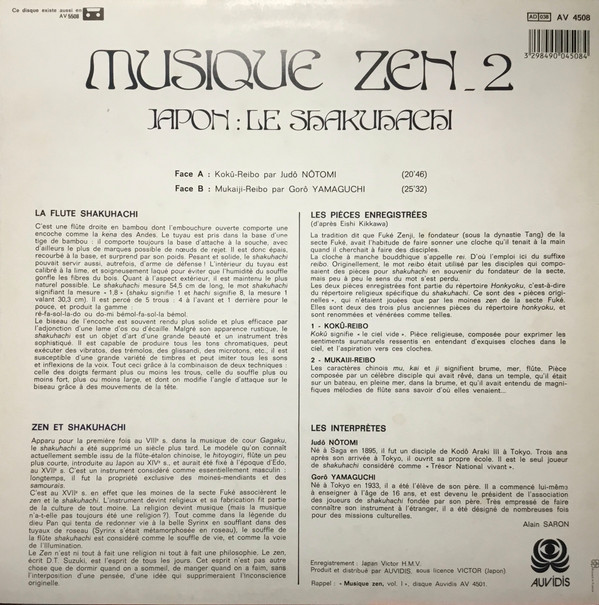 Ce disque existe aussi en
AV 5508
AD 038 AV 4508
3 298490 045084
MUSIQUE ZEN_2
JAPON : LE SHAKUHACHI
Face A : Kokû-Reibo par Judô NÔTOMI (20'46)
Face B : Mukaiji-Reibo par Gorô YAMAGUCHI (25'32)
LA FLUTE SHAKUHACHI
C'est une flûte droite en bambou dont l'embouchure ouverte comporte une
encoche comme la kena des Andes. Le tuyau est pris dans la base d'une
tige de bambou : il comporte toujours la base d'attache à la souche, avec
d'ailleurs le plus de marques possible de nœuds de rejet. Il est donc épais,
recourbé à la base, et surprend par son poids. Pesant et solide, le shakuhachi
pouvait servir aussi, autrefois, d'arme de défense ! L'intérieur du tuyau est
calibré à la lime, et soigneusement laqué pour éviter que l'humidité du souffle
gonfle les fibres du bois. Quant à l'aspect extérieur, il est maintenu le plus
naturel possible. Le shakuhachi mesure 54,5 cm de long, le mot shakuhachi
signifiant la mesure « 1,8 » (shaku signifie 1 et hachi signifie 8, la mesure 1
valant 30,3 cm). Il est percé de 5 trous : 4 à l'avant et 1 derrière pour le
pouce, et produit la gamme
ré-fa-sol-la-do ou do-mi bémol-fa-sol-la bémol.
Le biseau de l'encoche est souvent rendu plus solide et plus efficace par
l'adjonction d'une lame d'os ou d'écaille. Malgré son apparence rustique, le
shakuhachi est un objet d'art d'une grande beauté et un instrument très
sophistiqué. Il est capable de produire tous les tons chromatiques, peut
exécuter des vibratos, des trémolos, des glissandi, des microtons, etc., il est
susceptible d'une grande variété de timbres et peut imiter tous les sons
et inflexions de la voix. Tout ceci grâce à la combinaison de deux techniques :
celle des doigts fermant plus ou moins les trous, celle du souffle plus ou
moins fort, plus ou moins large, et dont on modifie l'angle d'attaque sur le
biseau grâce à des mouvements de la tête.
ZEN ET SHAKUHACHI
Apparu pour la première fois au VIIIe s. dans la musique de cour Gagaku,
le shakuhachi a été supprimé un siècle plus tard. Le modèle qu'on connaît
actuellement semble issu de la flûte-étalon chinoise, le hitoyogiri, flûte un peu
plus courte, introduite au Japon au XIVe s., et aurait été fixé à l'époque d'Edo,
au XVIIe s. C'est un instrument considéré comme essentiellement masculin :
longtemps, il fut la propriété exclusive des moines-mendiants et des
samouraïs.
C'est au XVIIe s. en effet que les moines de la secte Fuké associèrent le
zen et le shakuhachi. L'instrument devint religieux et sa fabrication fit partie
de la culture de tout moine. La religion devint musique (mais la musique
n'a-t-elle pas toujours été une religion ?). Tout comme dans la légende du
dieu Pan qui tenta de redonner vie à la belle Syrinx en soufflant dans des
tuyaux de roseau (Syrinx s'était métamorphosée en roseau), le souffle de
la flûte shakuhachi est considéré comme le souffle de vie, et comme la voie
de l'illumination.
Le Zen n'est ni tout à fait une religion ni tout à fait une philosophie. Le zen,
écrit D.T. Suzuki, est l'esprit de tous les jours. Cet esprit n'est pas autre
chose que de dormir quand on a sommeil, de manger quand on a faim, sans
l'interposition d'une pensée, d'une idée qui supprimeraient l'Inconscience
originelle.
LES PIÈCES ENREGISTRÉES
(d'après Eishi Kikkawa)
La tradition dit que Fuké Zenji, le fondateur (sous la dynastie Tang) de la
secte Fuké, avait l'habitude de faire sonner une cloche qu'il tenait à la main
quand il cherchait à faire des disciples.
La cloche à manche bouddhique s'appelle rei. D'où l'emploi ici du suffixe
reibo. Originellement, le mot reibo était utilisé par les disciples qui compo-
saient des pièces pour shakuhachi en souvenir du fondateur de la secte,
mais peu à peu le sens du mot s'est perdu.
Les deux pièces enregistrées font partie du répertoire Honkyoku, c'est-à-dire
du répertoire religieux spécifique du shakuhachi. Ce sont des « pièces origi-
nelles », qui n'étaient jouées que par les moines zen de la secte Fuké.
Elles sont deux des trois plus anciennes pièces du répertoire honkyoku, et
sont renommées et vénérées comme telles.
1 - KOKÛ-REIBO
Kokû signifie « le ciel vide ». Pièce religieuse, composée pour exprimer les
sentiments surnaturels ressentis en entendant d'exquises cloches dans le
ciel, et l'aspiration vers ces cloches.
2 - MUKAIJI-REIBO
Les caractères chinois mu, kai et ji signifient brume, mer, flûte. Pièce
composée par un célèbre disciple qui avait rêvé, dans un temple, qu'il était
sur un bateau, en pleine mer, dans la brume, et qu'il avait entendu de magni-
fiques mélodies de flûte sans savoir d'où elles venaient...
LES INTERPRÈTES
Judô NÔTOMI
Né à Saga en 1895, il fut un disciple de Kodô Araki III à Tokyo. Trois
ans après son arrivée à Tokyo, il ouvrit sa propre école. Il est le seul joueur
de shakuhachi considéré comme « Trésor National vivant ».
Gorô YAMAGUCHI
Né à Tokyo en 1933, il a été l'élève de son père. Il a commencé lui-même
à enseigner à l'âge de 16 ans, et est devenu président de l'association
des joueurs de shakuhachi fondée par son père. Très empressé de faire
connaître son instrument à l'étranger, il a été désigné de nombreuses fois
pour des missions culturelles.
Alain SARON
Enregistrement : Japan Victor H.M.V.
Produit et distribué par AUVIDIS, sous licence VICTOR (Japon)
Rappel : « Musique zen, vol. I », disque Auvidis AV 4501.
AUVIDIS